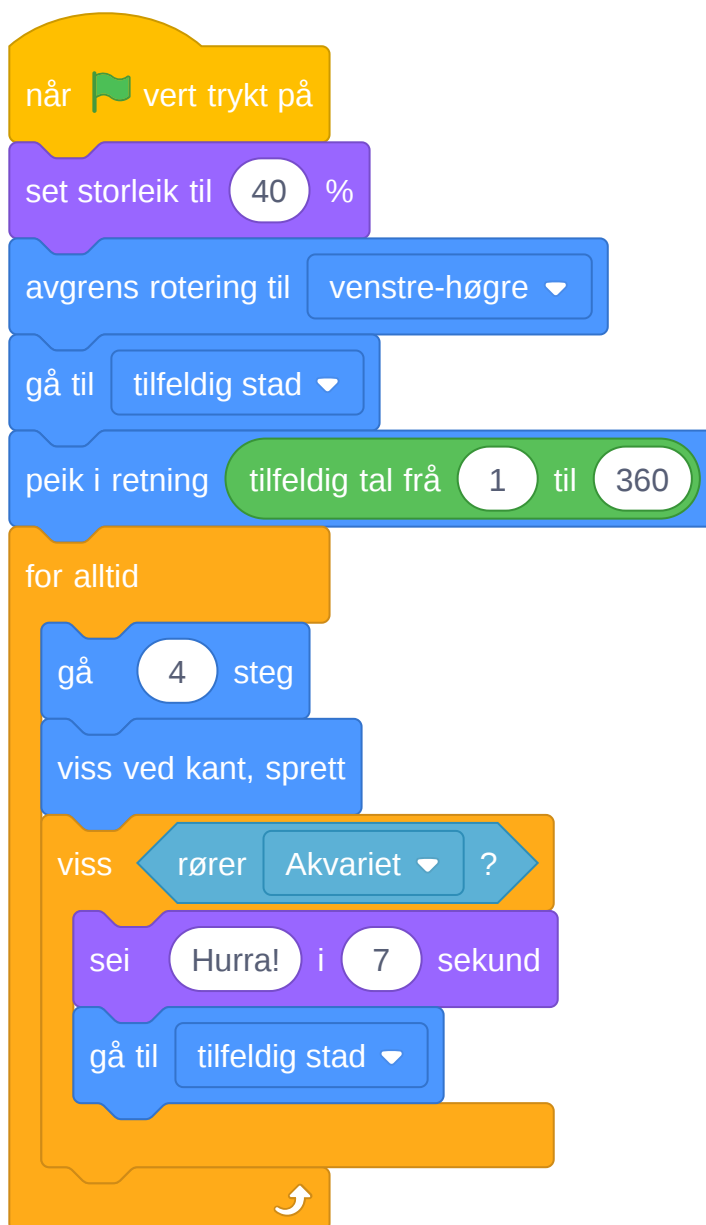 når vert trykt på
set storleik til 40 %
avgrens rotering til venstre-høgre
gå til tilfeldig stad
peik i retning tilfeldig tal frå 1 til 360
for alltid
gå 4 steg
viss ved kant, sprett
viss rører Akvariet ?
sei Hurra! i 7 sekund
gå til tilfeldig stad